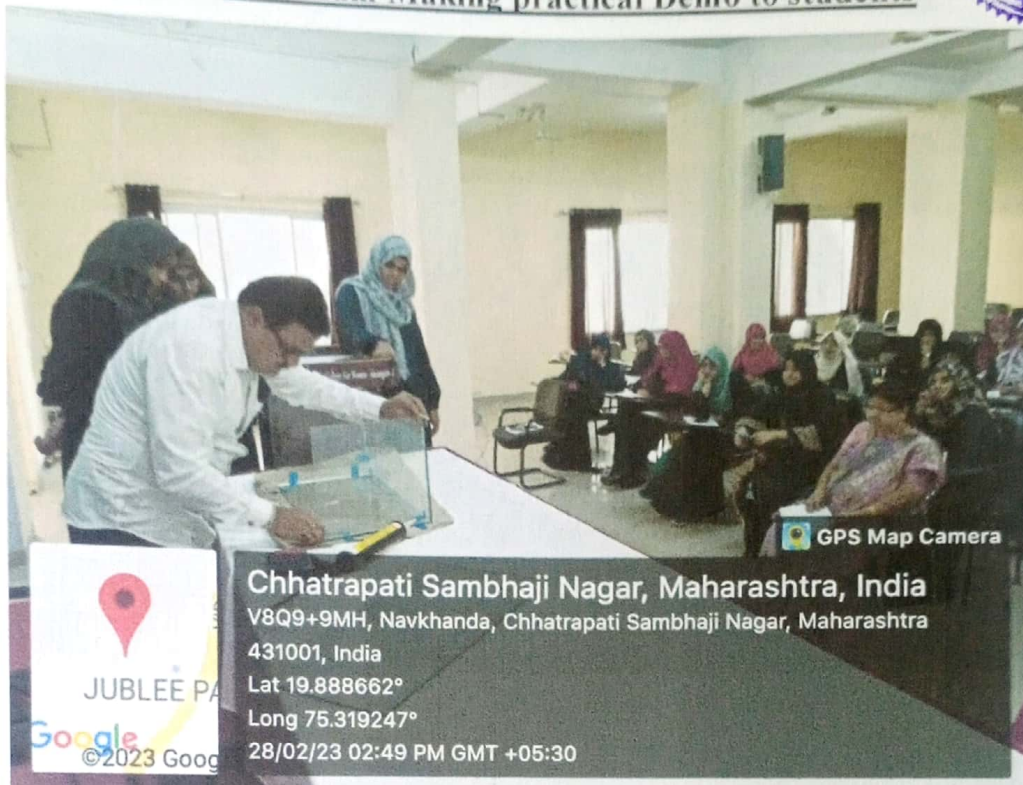 Making practical Demo to students
GPS Map Camera
Chhatrapati Sambhaji Nagar, Maharashtra, India
V8Q9+9MH, Navkhanda, Chhatrapati Sambhaji Nagar, Maharashtra
431001, India
Lat 19.888662°
Long 75.319247°
28/02/23 02:49 PM GMT +05:30
JUBLEE PA
Google
©2023 Goog